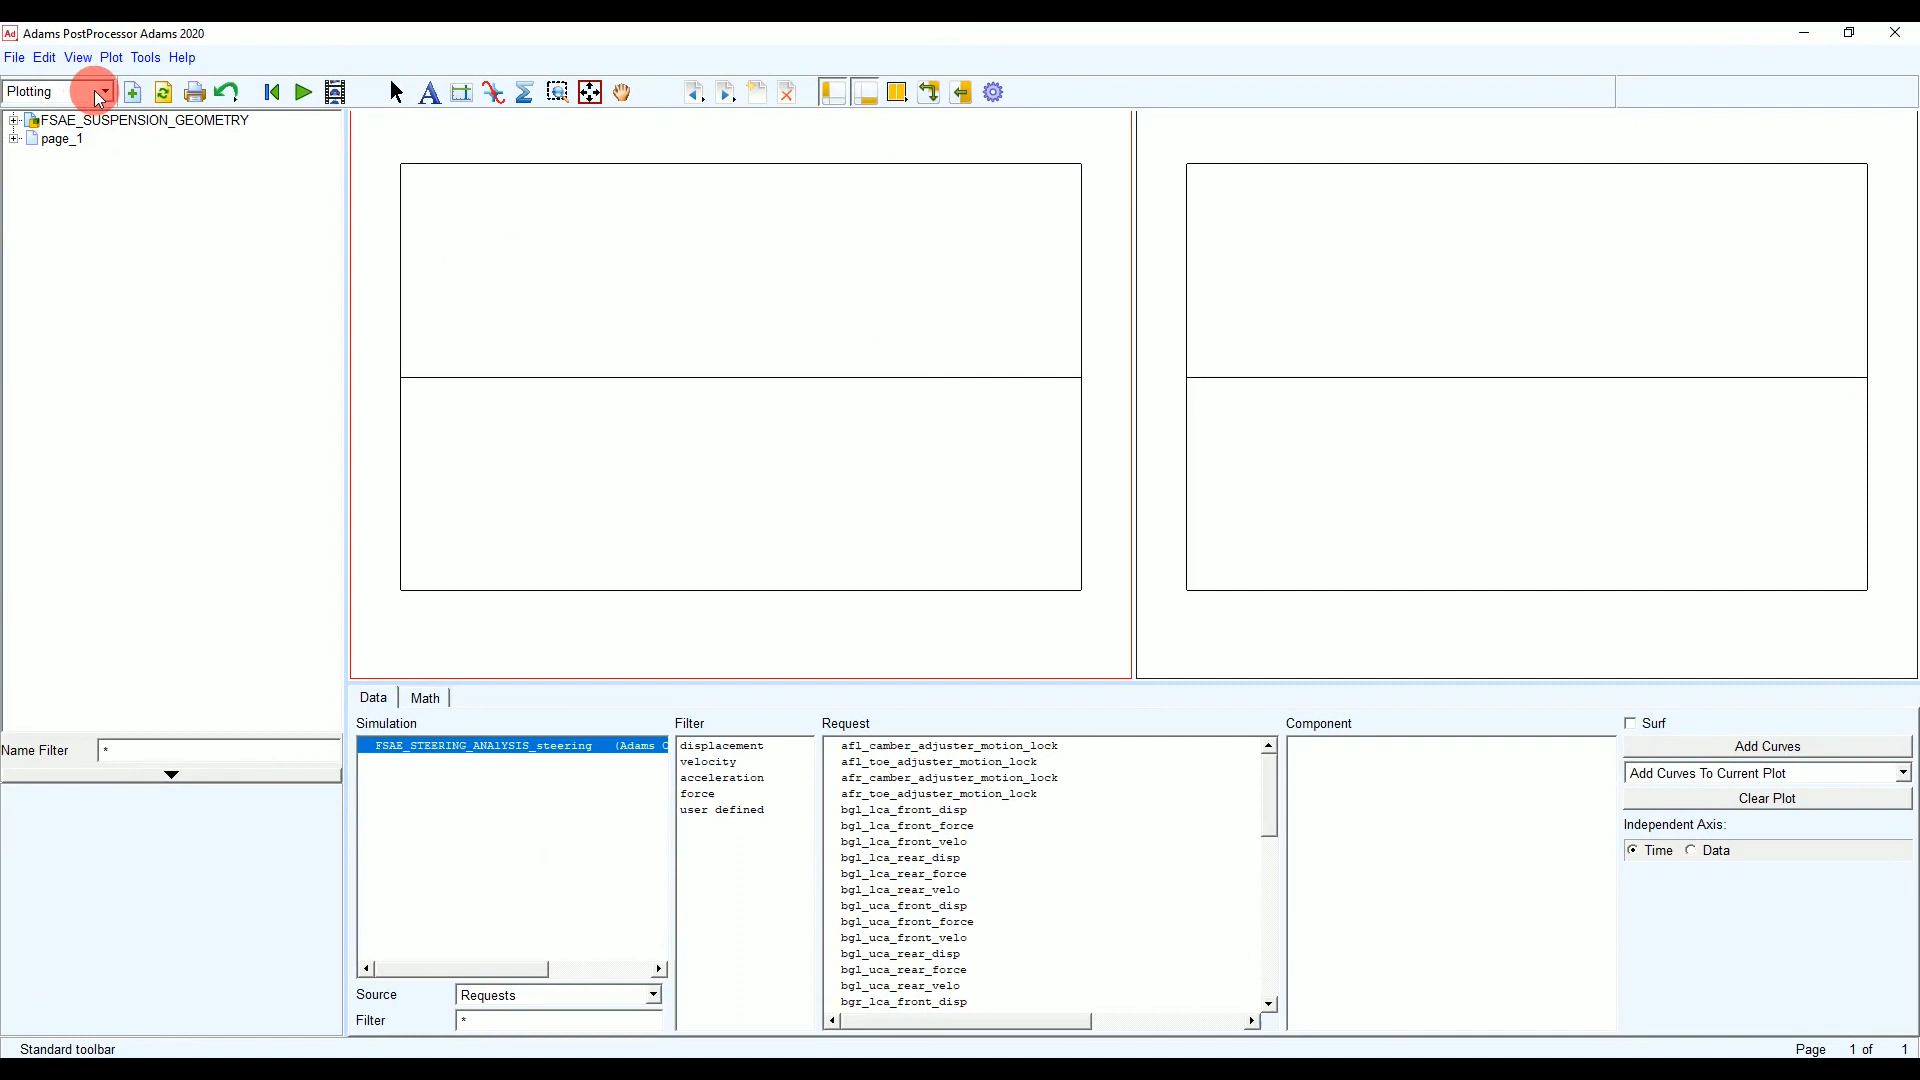 Ad Adams PostProcessor Adams 2020
File Edit View Plot Tools Help
Plotting
FSAE_SUSPENSION_GEOMETRY
page_1
Name Filter *
Data Math
Simulation Filter Request Component Surf
FSAE_STEERING_ANAlYSIS_steering (Adams C
displacement
velocity
acceleration
force
user defined
afl_camber_adjuster_motion_lock
afl_toe_adjuster_motion_lock
afr_camber_adjuster_motion_lock
afr_toe_adjuster_motion_lock
bgl_lca_front_disp
bgl_lca_front_force
bgl_lca_front_velo
bgl_lca_rear_disp
bgl_lca_rear_force
bgl_lca_rear_velo
bgl_uca_front_disp
bgl_uca_front_force
bgl_uca_front_velo
bgl_uca_rear_disp
bgl_uca_rear_force
bgl_uca_rear_velo
bgr_lca_front_disp
Add Curves
Add Curves To Current Plot
Clear Plot
Independent Axis:
Time Data
Source Requests
Filter *
Standard toolbar
Page 1 of 1